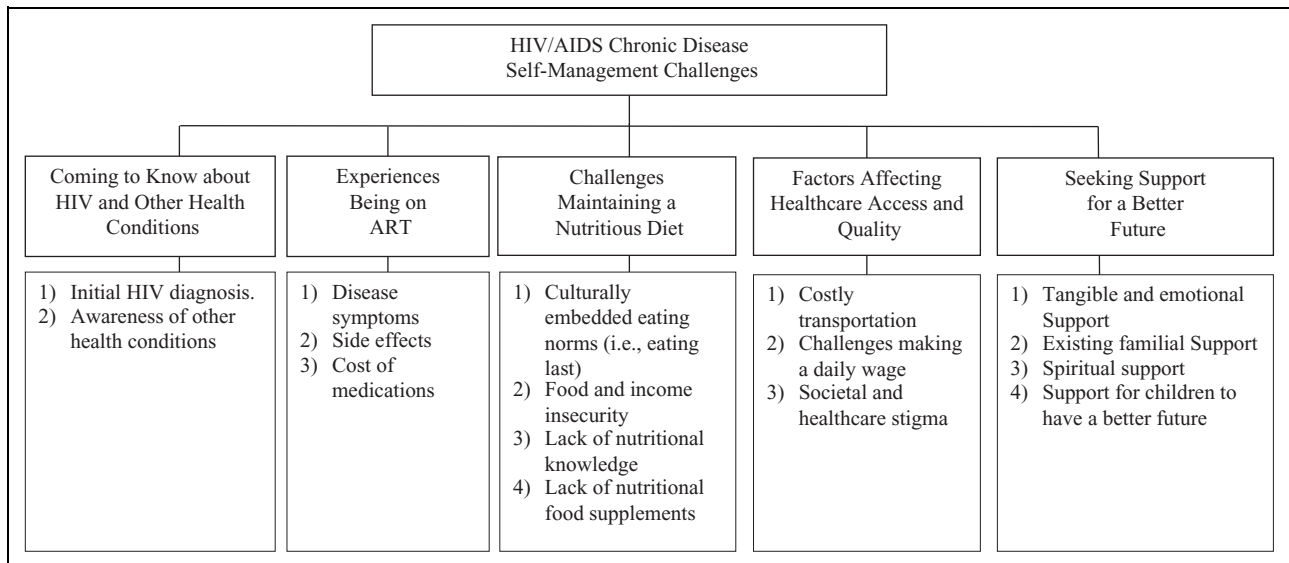 HIV/AIDS Chronic Disease
Self-Management Challenges
Coming to Know about
HIV and Other Health
Conditions
Experiences
Being on
ART
Challenges
Maintaining a
Nutritious Diet
Factors Affecting
Healthcare Access and
Quality
Seeking Support
for a Better
Future
1) Initial HIV diagnosis.
2) Awareness of other
health conditions
1) Disease
symptoms
2) Side effects
3) Cost of
medications
1) Culturally
embedded eating
norms (i.e., eating
last)
2) Food and income
insecurity
3) Lack of nutritional
knowledge
4) Lack of nutritional
food supplements
1) Costly
transportation
2) Challenges making
a daily wage
3) Societal and
healthcare stigma
1) Tangible and emotional
Support
2) Existing familial Support
3) Spiritual support
4) Support for children to
have a better future